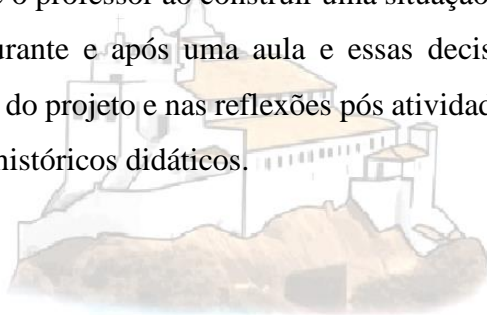 o professor ao construir uma situação
urante e após uma aula e essas decis
do projeto e nas reflexões pós atividad
históricos didáticos.